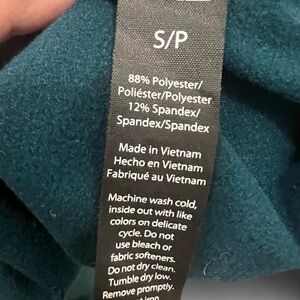 S/P
88% Polyester/
Poliéster/Polyester
12% Spandex/
Spandex/Spandex
Made in Vietnam
Hecho en Vietnam
Fabriqué au Vietnam
Machine wash cold,
inside out with like
colors on delicate
cycle. Do not
use bleach or
fabric softeners.
Do not dry clean.
Tumble dry low.
Remove promptly.